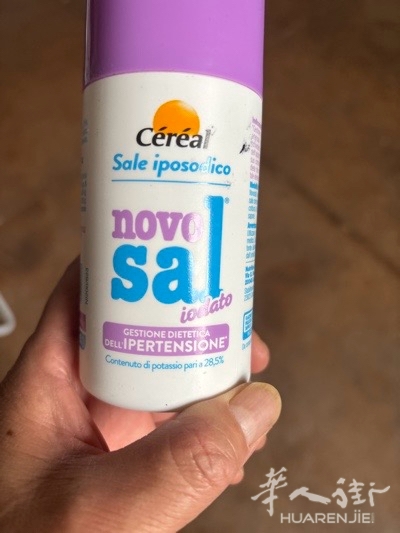 Céréal
Sale iposodico
novo
sal®
iodato
GESTIONE DIETETICA
DELL'IPERTENSIONE*
Contenuto di potassio pari a 28,5%
華人街
HUARENJIE